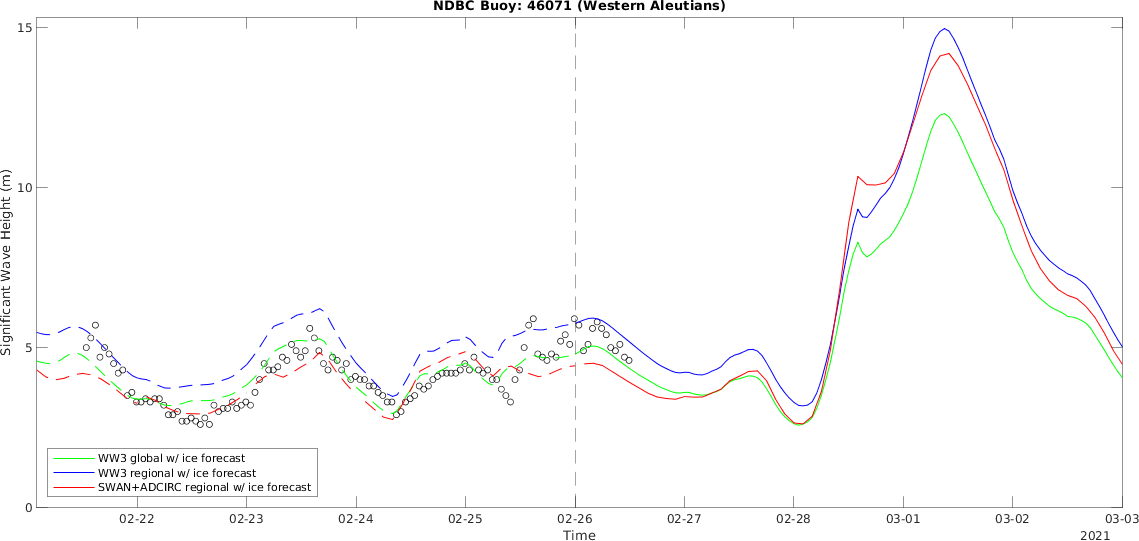 NDBC Buoy: 46071 (Western Aleutians)
15
10
5
0
Significant Wave Height (m)
WW3 global w/ ice forecast
WW3 regional w/ ice forecast
SWAN+ADCIRC regional w/ ice forecast
02-22 02-23 02-24 02-25 02-26 02-27 02-28 03-01 03-02 03-03
Time
2021